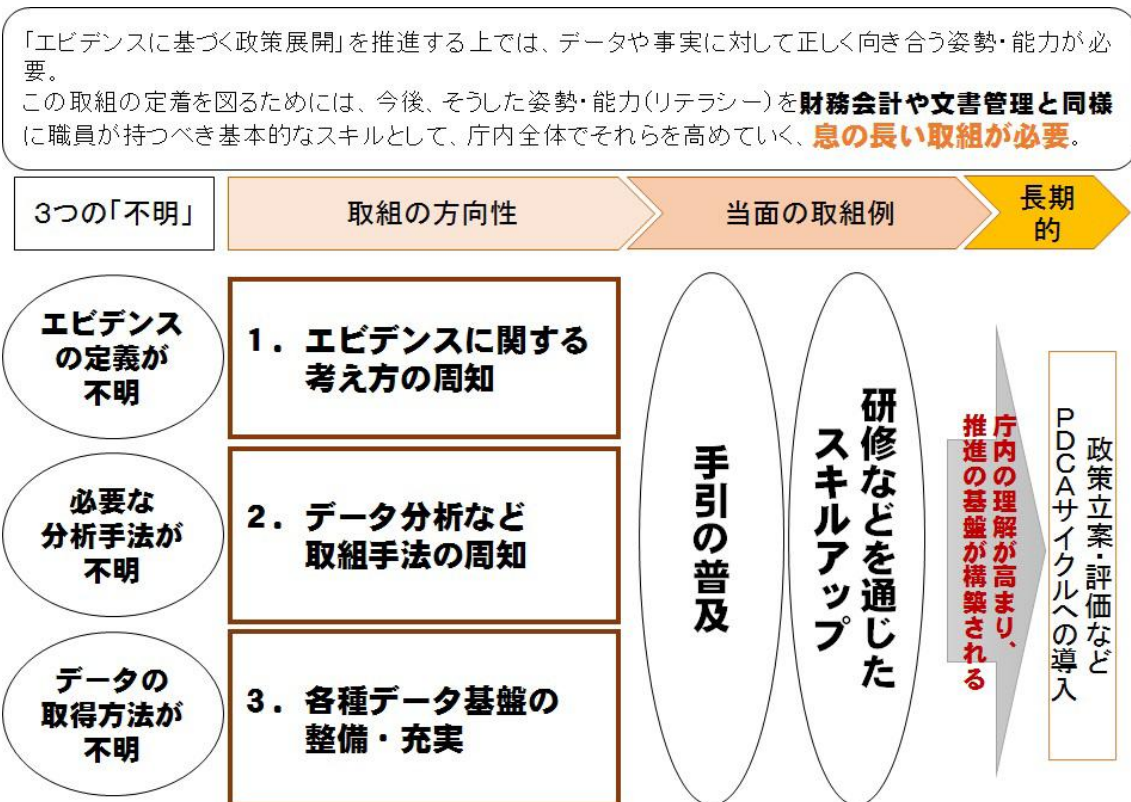 「エビデンスに基づく政策展開」を推進する上では、データや事実に対して正しく向き合う姿勢・能力が必
要。
この取組の定着を図るためには、今後、そうした姿勢・能力(リテラシー)を財務会計や文書管理と同様
に職員が持つべき基本的なスキルとして、庁内全体でそれらを高めていく、息の長い取組が必要。
3つの「不明」
取組の方向性
当面の取組例
長期
的
エビデンス
の定義が
不明
1．エビデンスに関する
考え方の周知
必要な
分析手法が
不明
2．データ分析など
取組手法の周知
データの
取得方法が
不明
3．各種データ基盤の
整備・充実
手引の普及
研修などを通じた
スキルアップ
庁内の理解が高まり、
推進の基盤が構築される
政策立案・評価など
PDCAサイクルへの導入